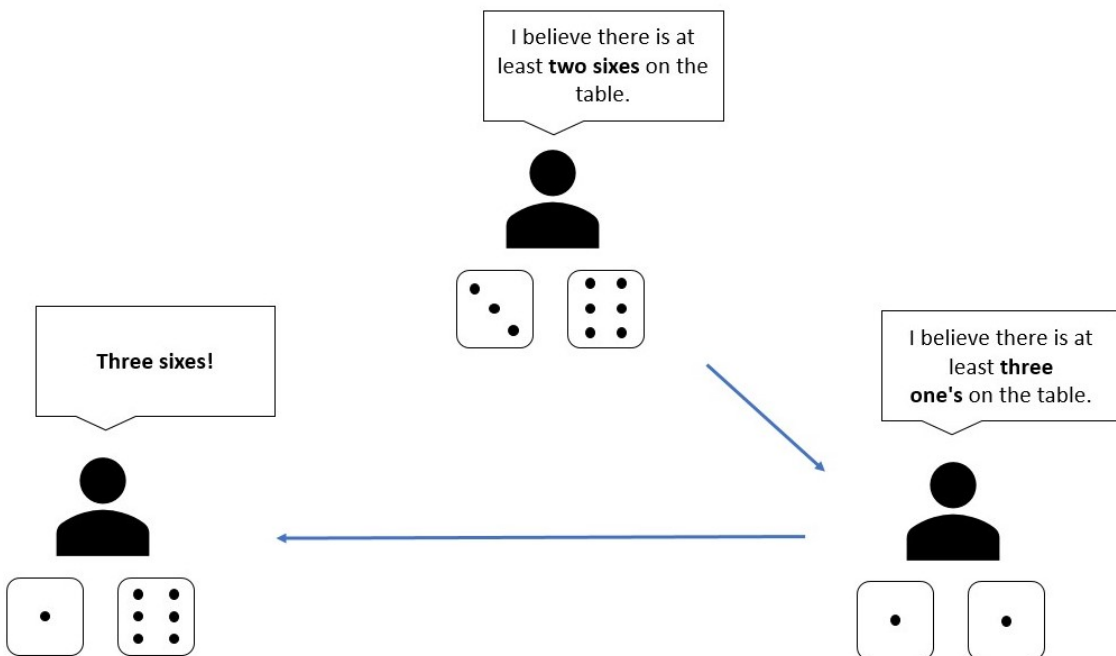 I believe there is at
least two sixes on the
table.
Three sixes!
I believe there is at
least three
one's on the table.